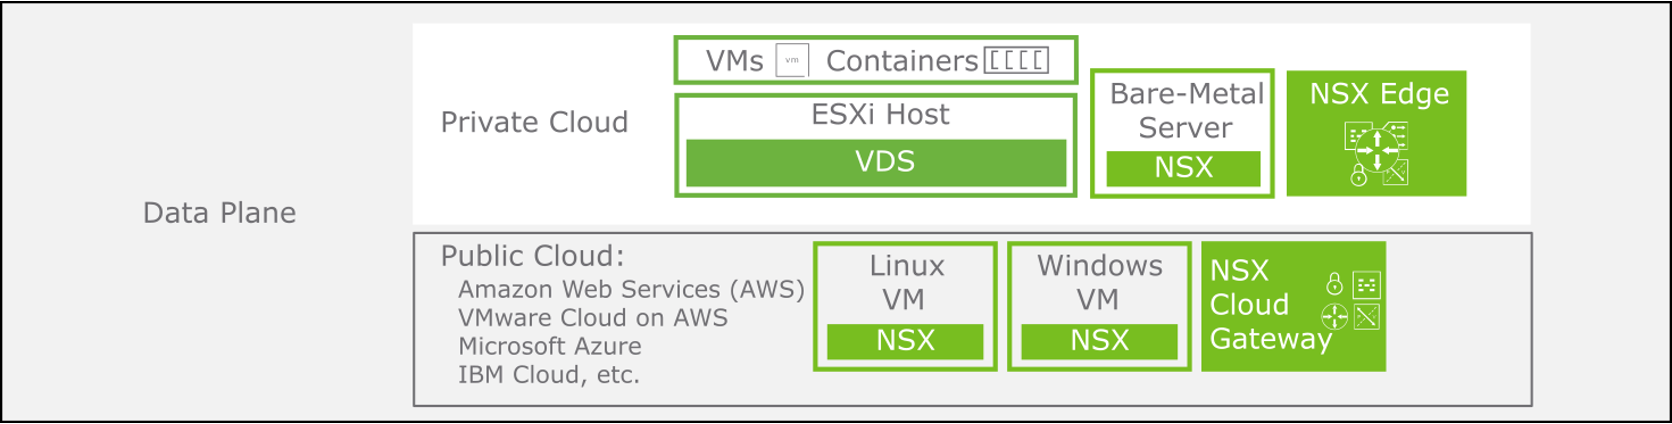 Data Plane
Private Cloud
VMs vm Containers
ESXi Host
VDS
Bare-Metal
Server
NSX
NSX Edge
Public Cloud:
Amazon Web Services (AWS)
VMware Cloud on AWS
Microsoft Azure
IBM Cloud, etc.
Linux
VM
NSX
Windows
VM
NSX
NSX
Cloud
Gateway